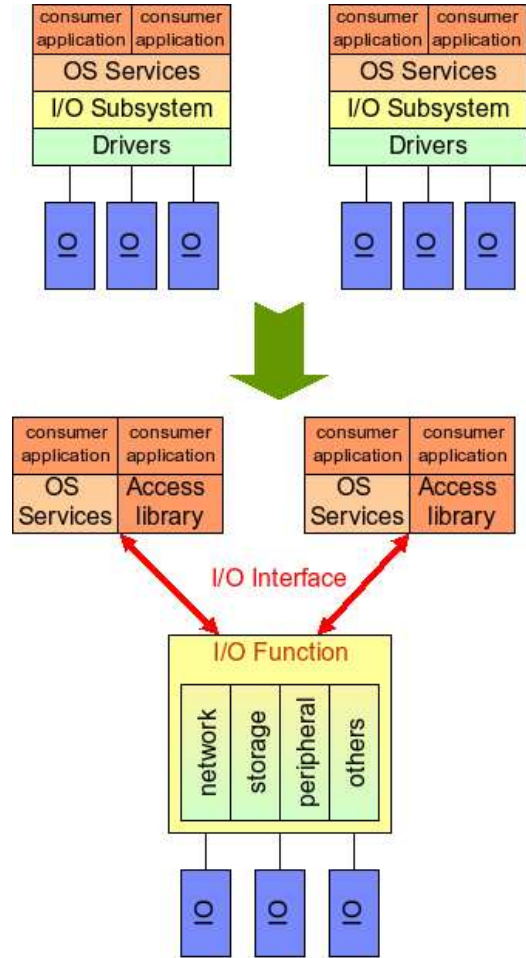 consumer application consumer application
OS Services
I/O Subsystem
Drivers
IO IO IO
consumer application consumer application
OS Services
I/O Subsystem
Drivers
IO IO IO
consumer application consumer application
OS Services Access library
consumer application consumer application
OS Services Access library
I/O Interface
I/O Function
network storage peripheral others
IO IO IO